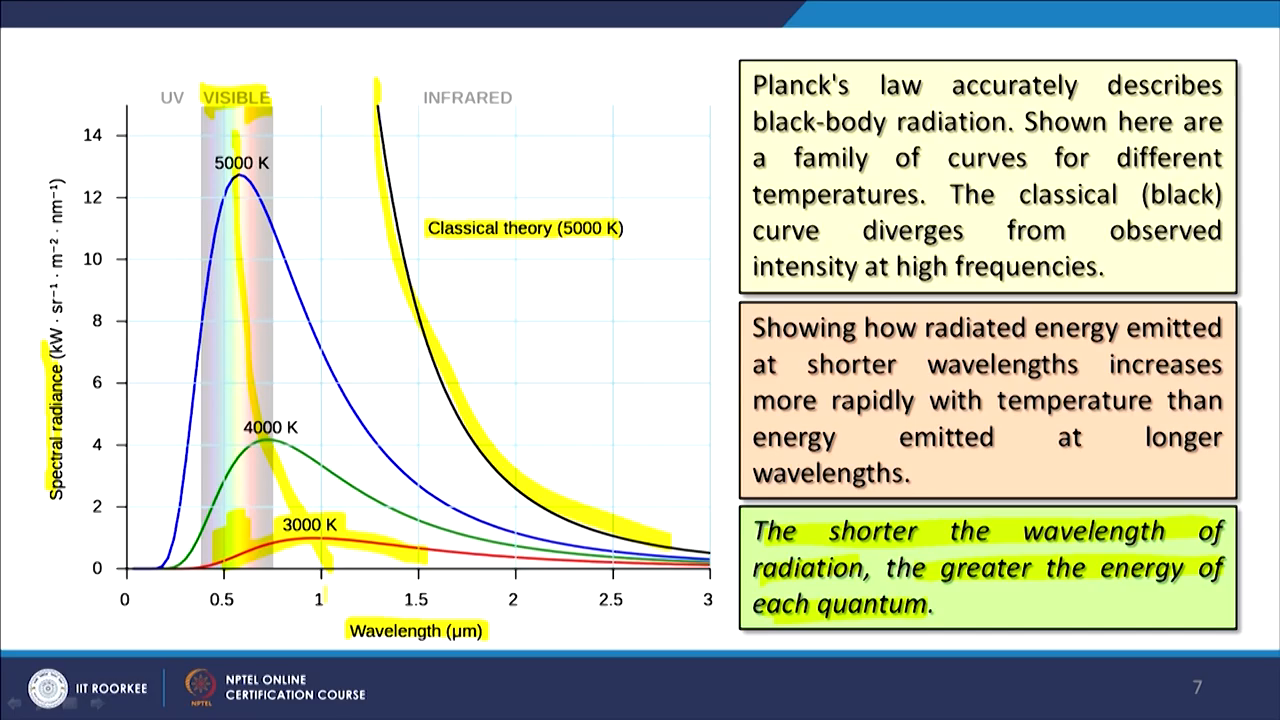 UV VISIBLE INFRARED
14
12
10
8
6
4
2
0
Spectral radiance (kW · sr⁻¹ · m⁻² · nm⁻¹)
5000 K
Classical theory (5000 K)
4000 K
3000 K
0 0.5 1 1.5 2 2.5 3
Wavelength (μm)
Planck's law accurately describes
black-body radiation. Shown here are
a family of curves for different
temperatures. The classical (black)
curve diverges from observed
intensity at high frequencies.
Showing how radiated energy emitted
at shorter wavelengths increases
more rapidly with temperature than
energy emitted at longer
wavelengths.
The shorter the wavelength of
radiation, the greater the energy of
each quantum.
IIT ROORKEE
NPTEL
NPTEL ONLINE
CERTIFICATION COURSE
7